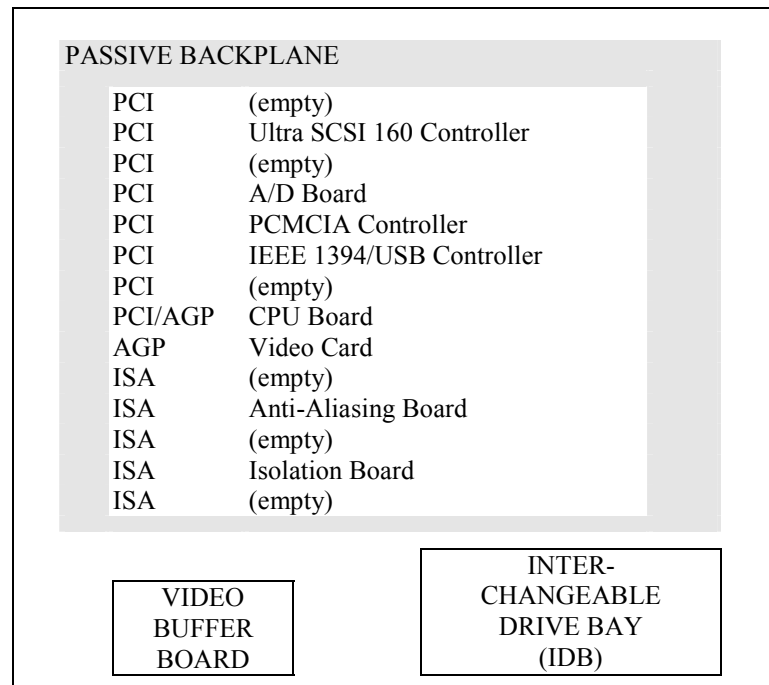 PASSIVE BACKPLANE
PCI (empty)
PCI Ultra SCSI 160 Controller
PCI (empty)
PCI A/D Board
PCI PCMCIA Controller
PCI IEEE 1394/USB Controller
PCI (empty)
PCI/AGP CPU Board
AGP Video Card
ISA (empty)
ISA Anti-Aliasing Board
ISA (empty)
ISA Isolation Board
ISA (empty)
VIDEO
BUFFER
BOARD
INTER-
CHANGEABLE
DRIVE BAY
(IDB)